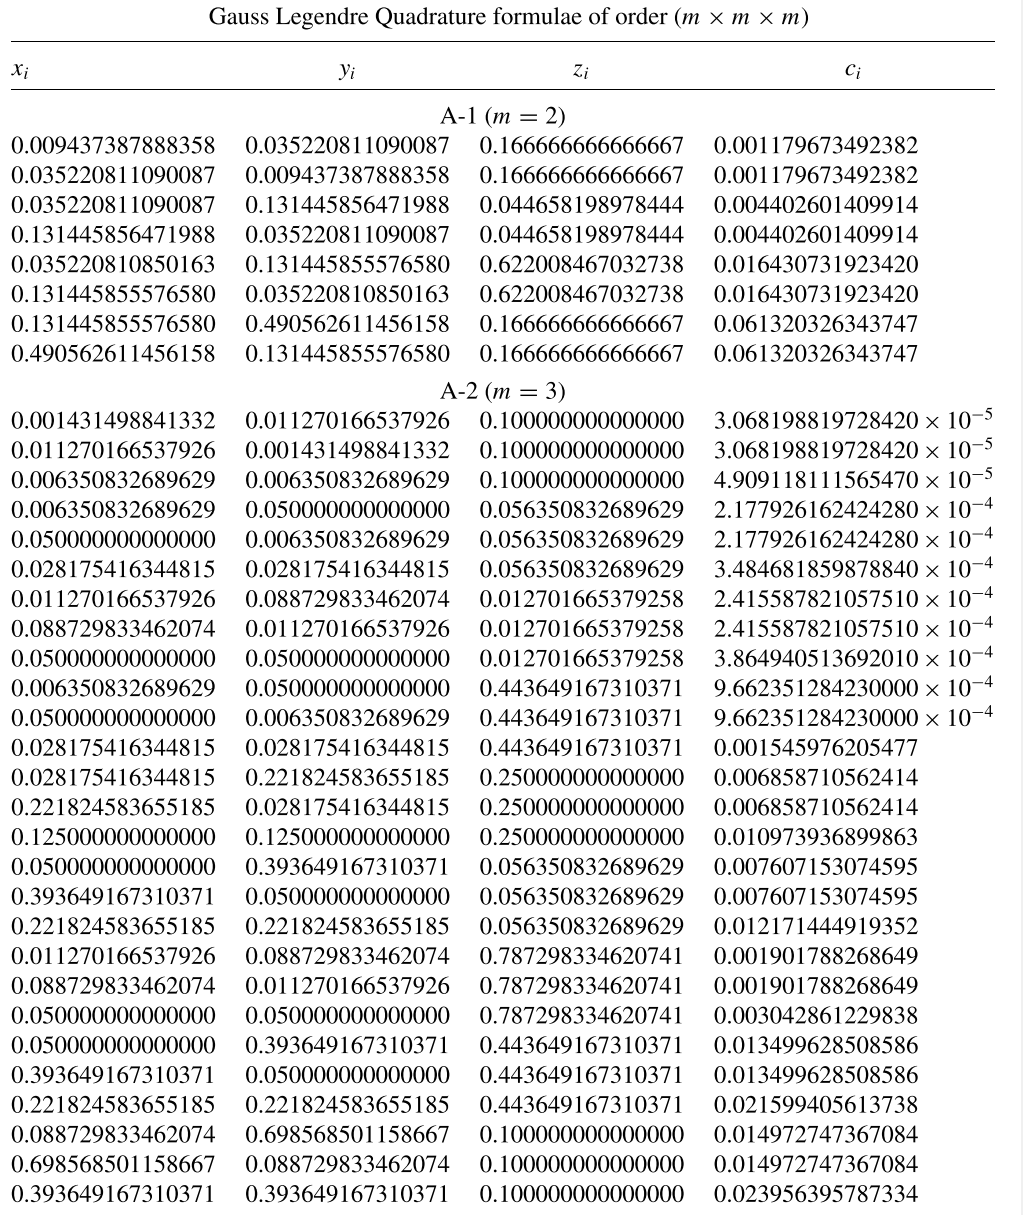 Gauss Legendre Quadrature formulae of order (m × m × m)
xᵢ yᵢ zᵢ cᵢ
A-1 (m = 2)
0.009437387888358 0.035220811090087 0.166666666666667 0.001179673492382
0.035220811090087 0.009437387888358 0.166666666666667 0.001179673492382
0.035220811090087 0.131445856471988 0.044658198978444 0.004402601409914
0.131445856471988 0.035220811090087 0.044658198978444 0.004402601409914
0.035220810850163 0.131445855576580 0.622008467032738 0.016430731923420
0.131445855576580 0.035220810850163 0.622008467032738 0.016430731923420
0.131445855576580 0.490562611456158 0.166666666666667 0.061320326343747
0.490562611456158 0.131445855576580 0.166666666666667 0.061320326343747
A-2 (m = 3)
0.001431498841332 0.011270166537926 0.100000000000000 3.068198819728420 × 10⁻⁵
0.011270166537926 0.001431498841332 0.100000000000000 3.068198819728420 × 10⁻⁵
0.006350832689629 0.006350832689629 0.100000000000000 4.909118111565470 × 10⁻⁵
0.006350832689629 0.050000000000000 0.056350832689629 2.177926162424280 × 10⁻⁴
0.050000000000000 0.006350832689629 0.056350832689629 2.177926162424280 × 10⁻⁴
0.028175416344815 0.028175416344815 0.056350832689629 3.484681859878840 × 10⁻⁴
0.011270166537926 0.088729833462074 0.012701665379258 2.415587821057510 × 10⁻⁴
0.088729833462074 0.011270166537926 0.012701665379258 2.415587821057510 × 10⁻⁴
0.050000000000000 0.050000000000000 0.012701665379258 3.864940513692010 × 10⁻⁴
0.006350832689629 0.050000000000000 0.443649167310371 9.662351284230000 × 10⁻⁴
0.050000000000000 0.006350832689629 0.443649167310371 9.662351284230000 × 10⁻⁴
0.028175416344815 0.028175416344815 0.443649167310371 0.001545976205477
0.028175416344815 0.221824583655185 0.250000000000000 0.006858710562414
0.221824583655185 0.028175416344815 0.250000000000000 0.006858710562414
0.125000000000000 0.125000000000000 0.250000000000000 0.010973936899863
0.050000000000000 0.393649167310371 0.056350832689629 0.007607153074595
0.393649167310371 0.050000000000000 0.056350832689629 0.007607153074595
0.221824583655185 0.221824583655185 0.056350832689629 0.012171444919352
0.011270166537926 0.088729833462074 0.787298334620741 0.001901788268649
0.088729833462074 0.011270166537926 0.787298334620741 0.001901788268649
0.050000000000000 0.050000000000000 0.787298334620741 0.003042861229838
0.050000000000000 0.393649167310371 0.443649167310371 0.013499628508586
0.393649167310371 0.050000000000000 0.443649167310371 0.013499628508586
0.221824583655185 0.221824583655185 0.443649167310371 0.021599405613738
0.088729833462074 0.698568501158667 0.100000000000000 0.014972747367084
0.698568501158667 0.088729833462074 0.100000000000000 0.014972747367084
0.393649167310371 0.393649167310371 0.100000000000000 0.023956395787334